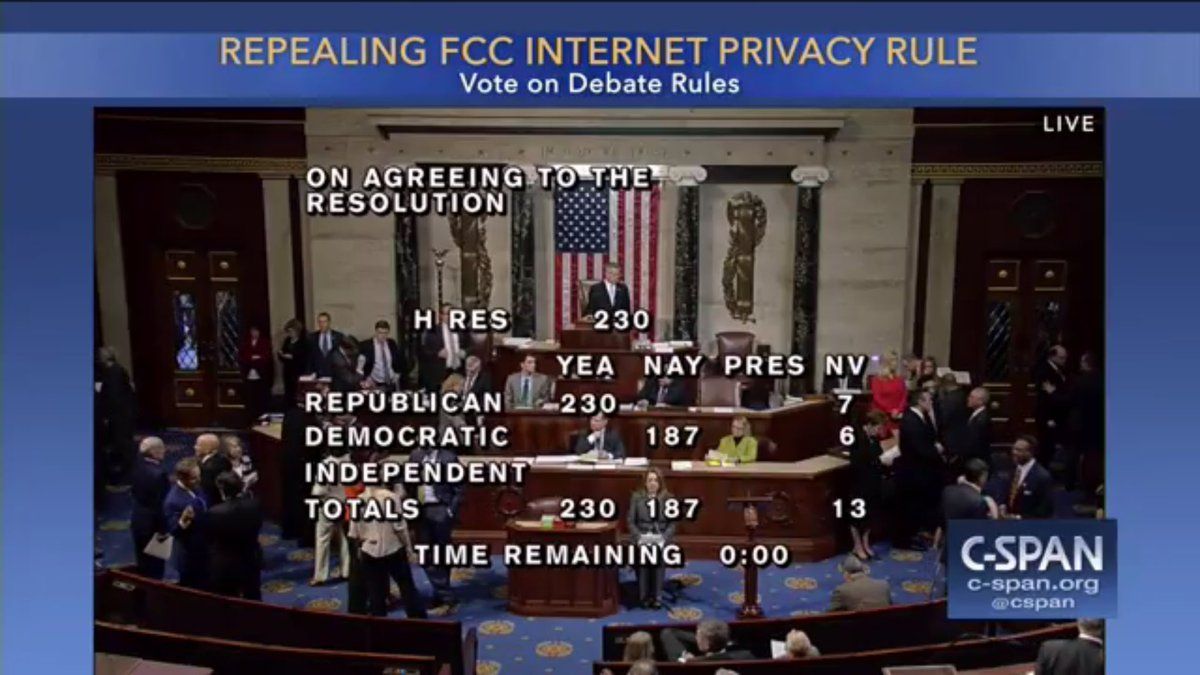 REPEALING FCC INTERNET PRIVACY RULE
Vote on Debate Rules
LIVE
ON AGREEING TO THE
RESOLUTION
H RES 230
YEA NAY PRES NV
REPUBLICAN 230 7
DEMOCRATIC 187 6
INDEPENDENT
TOTALS 230 187 13
TIME REMAINING 0:00
C-SPAN
c-span.org
@cspan